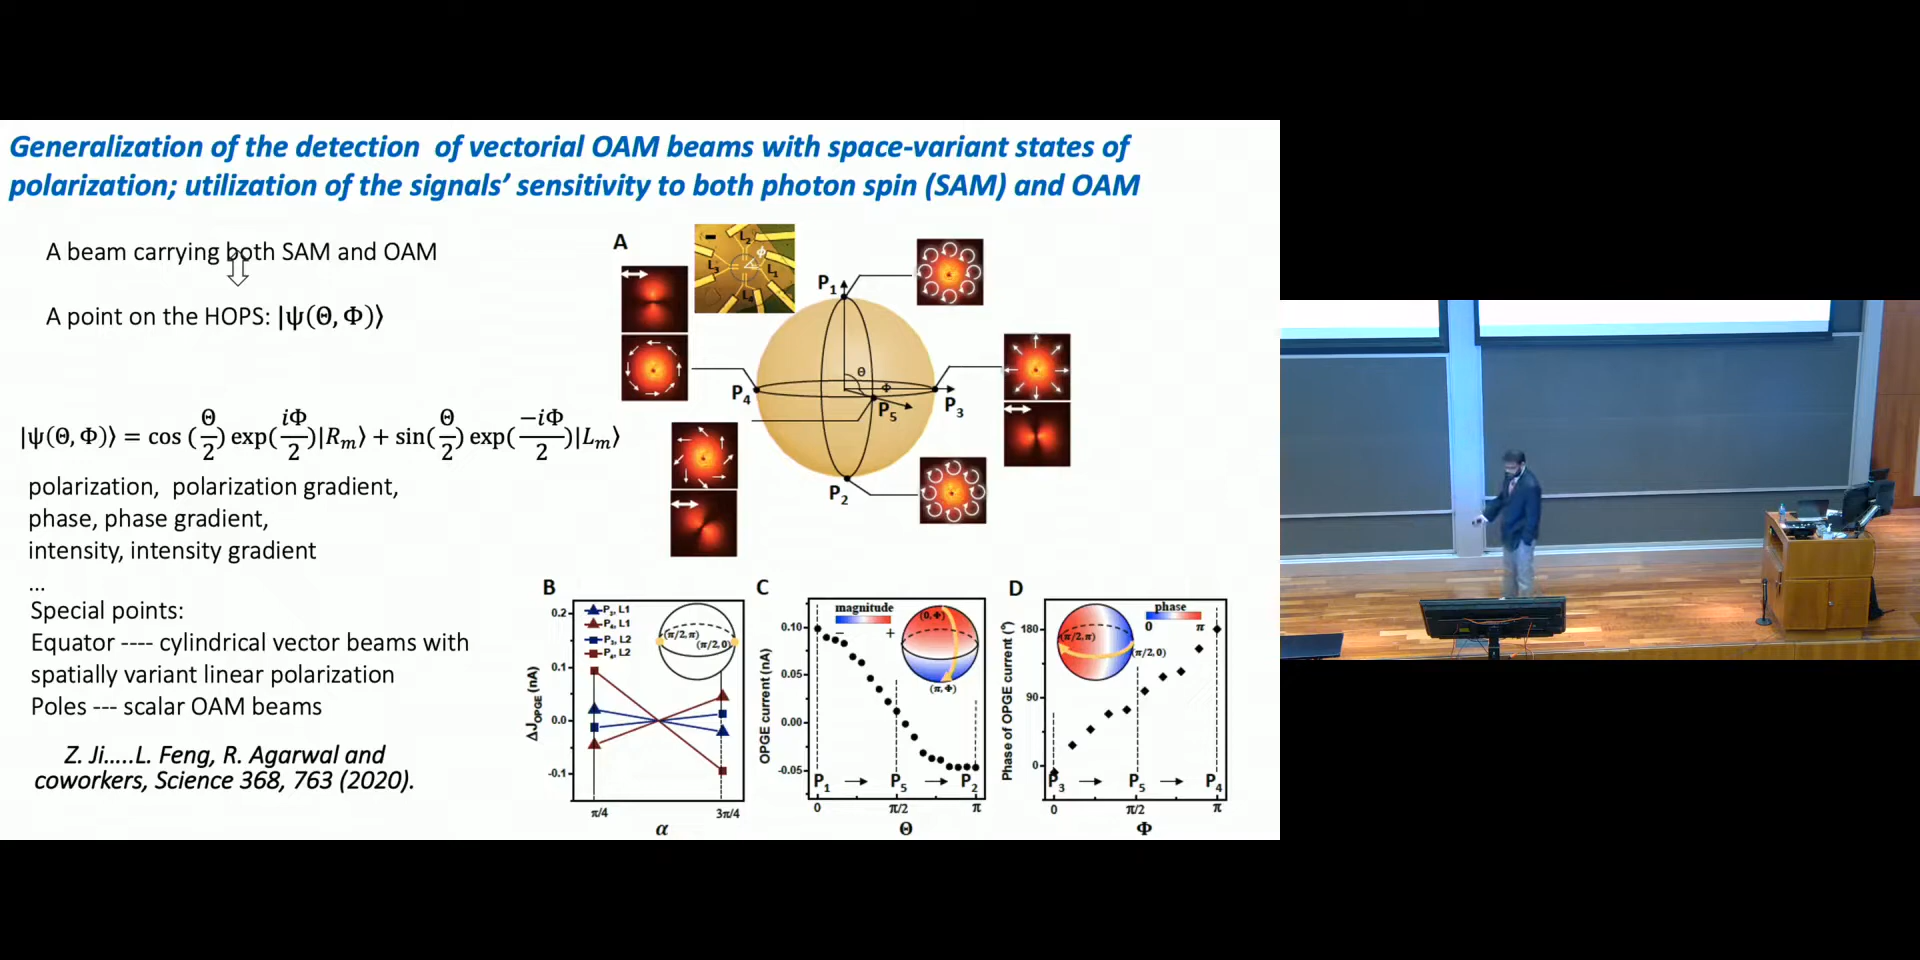 Generalization of the detection of vectorial OAM beams with space-variant states of
polarization; utilization of the signals' sensitivity to both photon spin (SAM) and OAM
A beam carrying both SAM and OAM
A point on the HOPS: |ψ(Θ, Φ)⟩
|ψ(Θ, Φ)⟩ = cos (Θ/2) exp(iΦ/2)|Rₘ⟩ + sin(Θ/2) exp(−iΦ/2)|Lₘ⟩
polarization, polarization gradient,
phase, phase gradient,
intensity, intensity gradient
...
Special points:
Equator ---- cylindrical vector beams with
spatially variant linear polarization
Poles --- scalar OAM beams
Z. Ji.....L. Feng, R. Agarwal and
coworkers, Science 368, 763 (2020).
A
L₂
ϕ
L₃
L₁
L₄
P₁
Θ
Φ
P₄
P₅
P₃
P₂
B
0.2
0.1
0.0
-0.1
ΔJ_OPGE (nA)
P₃, L1
P₄, L1
P₃, L2
P₄, L2
(π/2, π)
(π/2, 0)
π/4
3π/4
α
C
magnitude
-
+
(0, Φ)
(π, Φ)
0.10
0.05
0.00
-0.05
OPGE current (nA)
P₁ → P₅ → P₂
0
π/2
π
Θ
D
phase
0
π
(π/2, π)
(π/2, 0)
180
90
0
Phase of OPGE current (°)
P₃ → P₅ → P₄
0
π/2
π
Φ